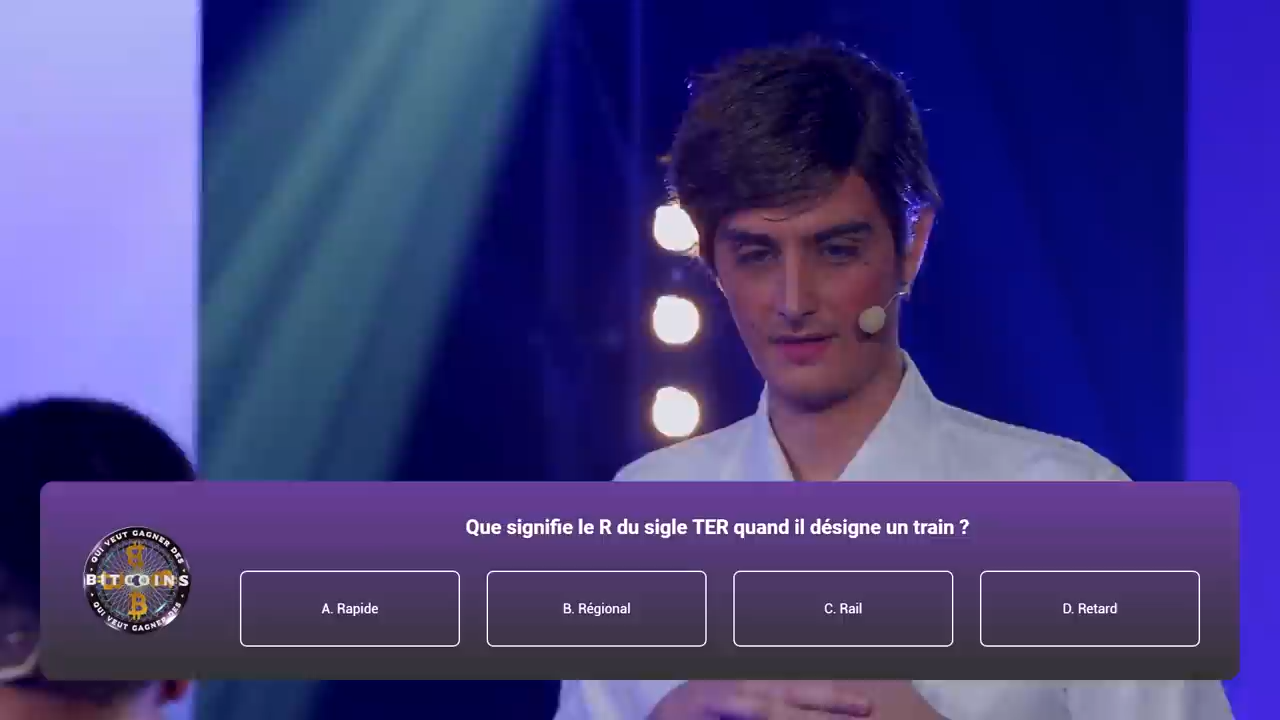 Que signifie le R du sigle TER quand il désigne un train ?
QUI VEUT GAGNER DES
BITCOINS
QUI VEUT GAGNER DES
A. Rapide
B. Régional
C. Rail
D. Retard